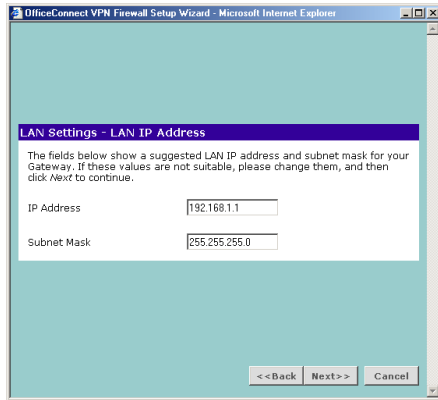 OfficeConnect VPN Firewall Setup Wizard - Microsoft Internet Explorer
LAN Settings - LAN IP Address
The fields below show a suggested LAN IP address and subnet mask for your
Gateway. If these values are not suitable, please change them, and then
click Next to continue.
IP Address 192.168.1.1
Subnet Mask 255.255.255.0
<<Back Next>> Cancel